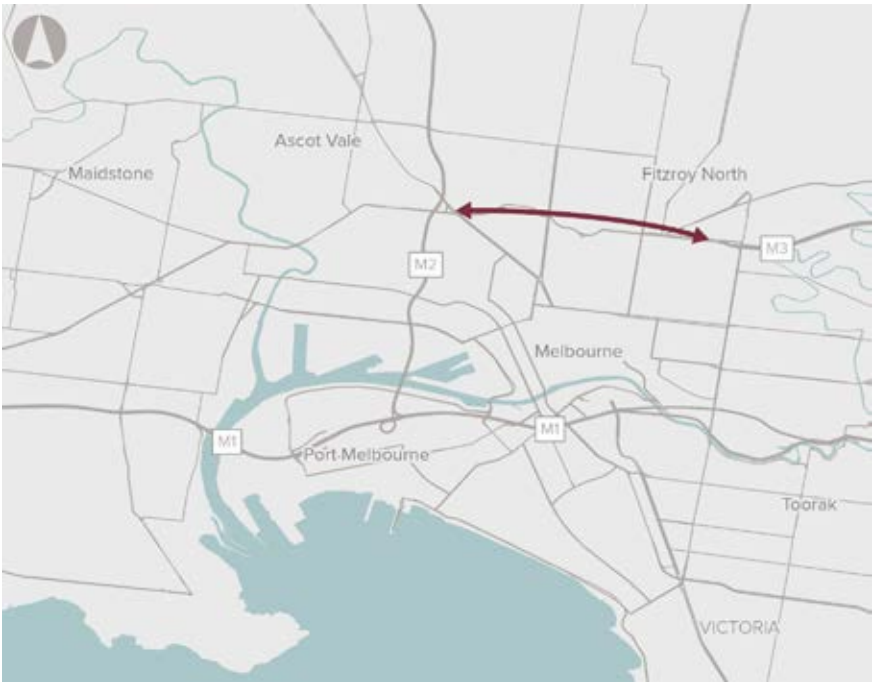 Ascot Vale
Maidstone
Fitzroy North
M3
M2
Melbourne
M1
M1
Port Melbourne
Toorak
VICTORIA